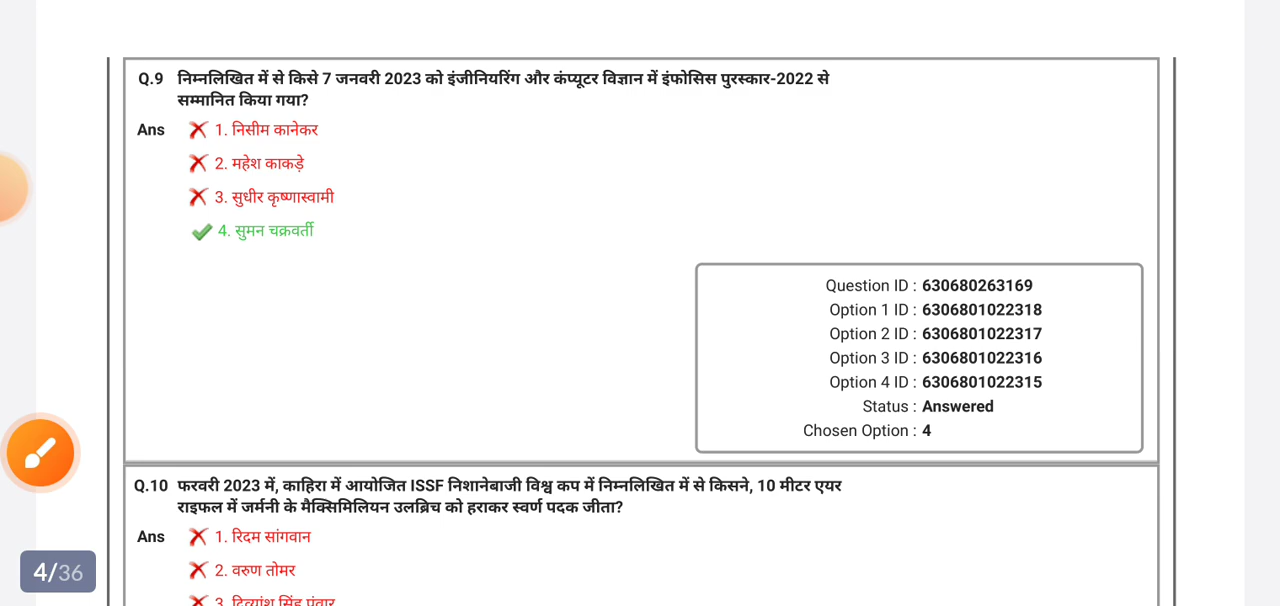 Q.9 निम्नलिखित में से किसे 7 जनवरी 2023 को इंजीनियरिंग और कंप्यूटर विज्ञान में इंफोसिस पुरस्कार-2022 से
सम्मानित किया गया?
Ans 1. निसीम कानेकर
2. महेश काकड़े
3. सुधीर कृष्णास्वामी
4. सुमन चक्रवर्ती
Question ID : 630680263169
Option 1 ID : 6306801022318
Option 2 ID : 6306801022317
Option 3 ID : 6306801022316
Option 4 ID : 6306801022315
Status : Answered
Chosen Option : 4
Q.10 फरवरी 2023 में, काहिरा में आयोजित ISSF निशानेबाजी विश्व कप में निम्नलिखित में से किसने, 10 मीटर एयर
राइफल में जर्मनी के मैक्सिमिलियन उलब्रिच को हराकर स्वर्ण पदक जीता?
Ans 1. रिदम सांगवान
2. वरुण तोमर
3. दिव्यांश सिंह पंवार
4/36